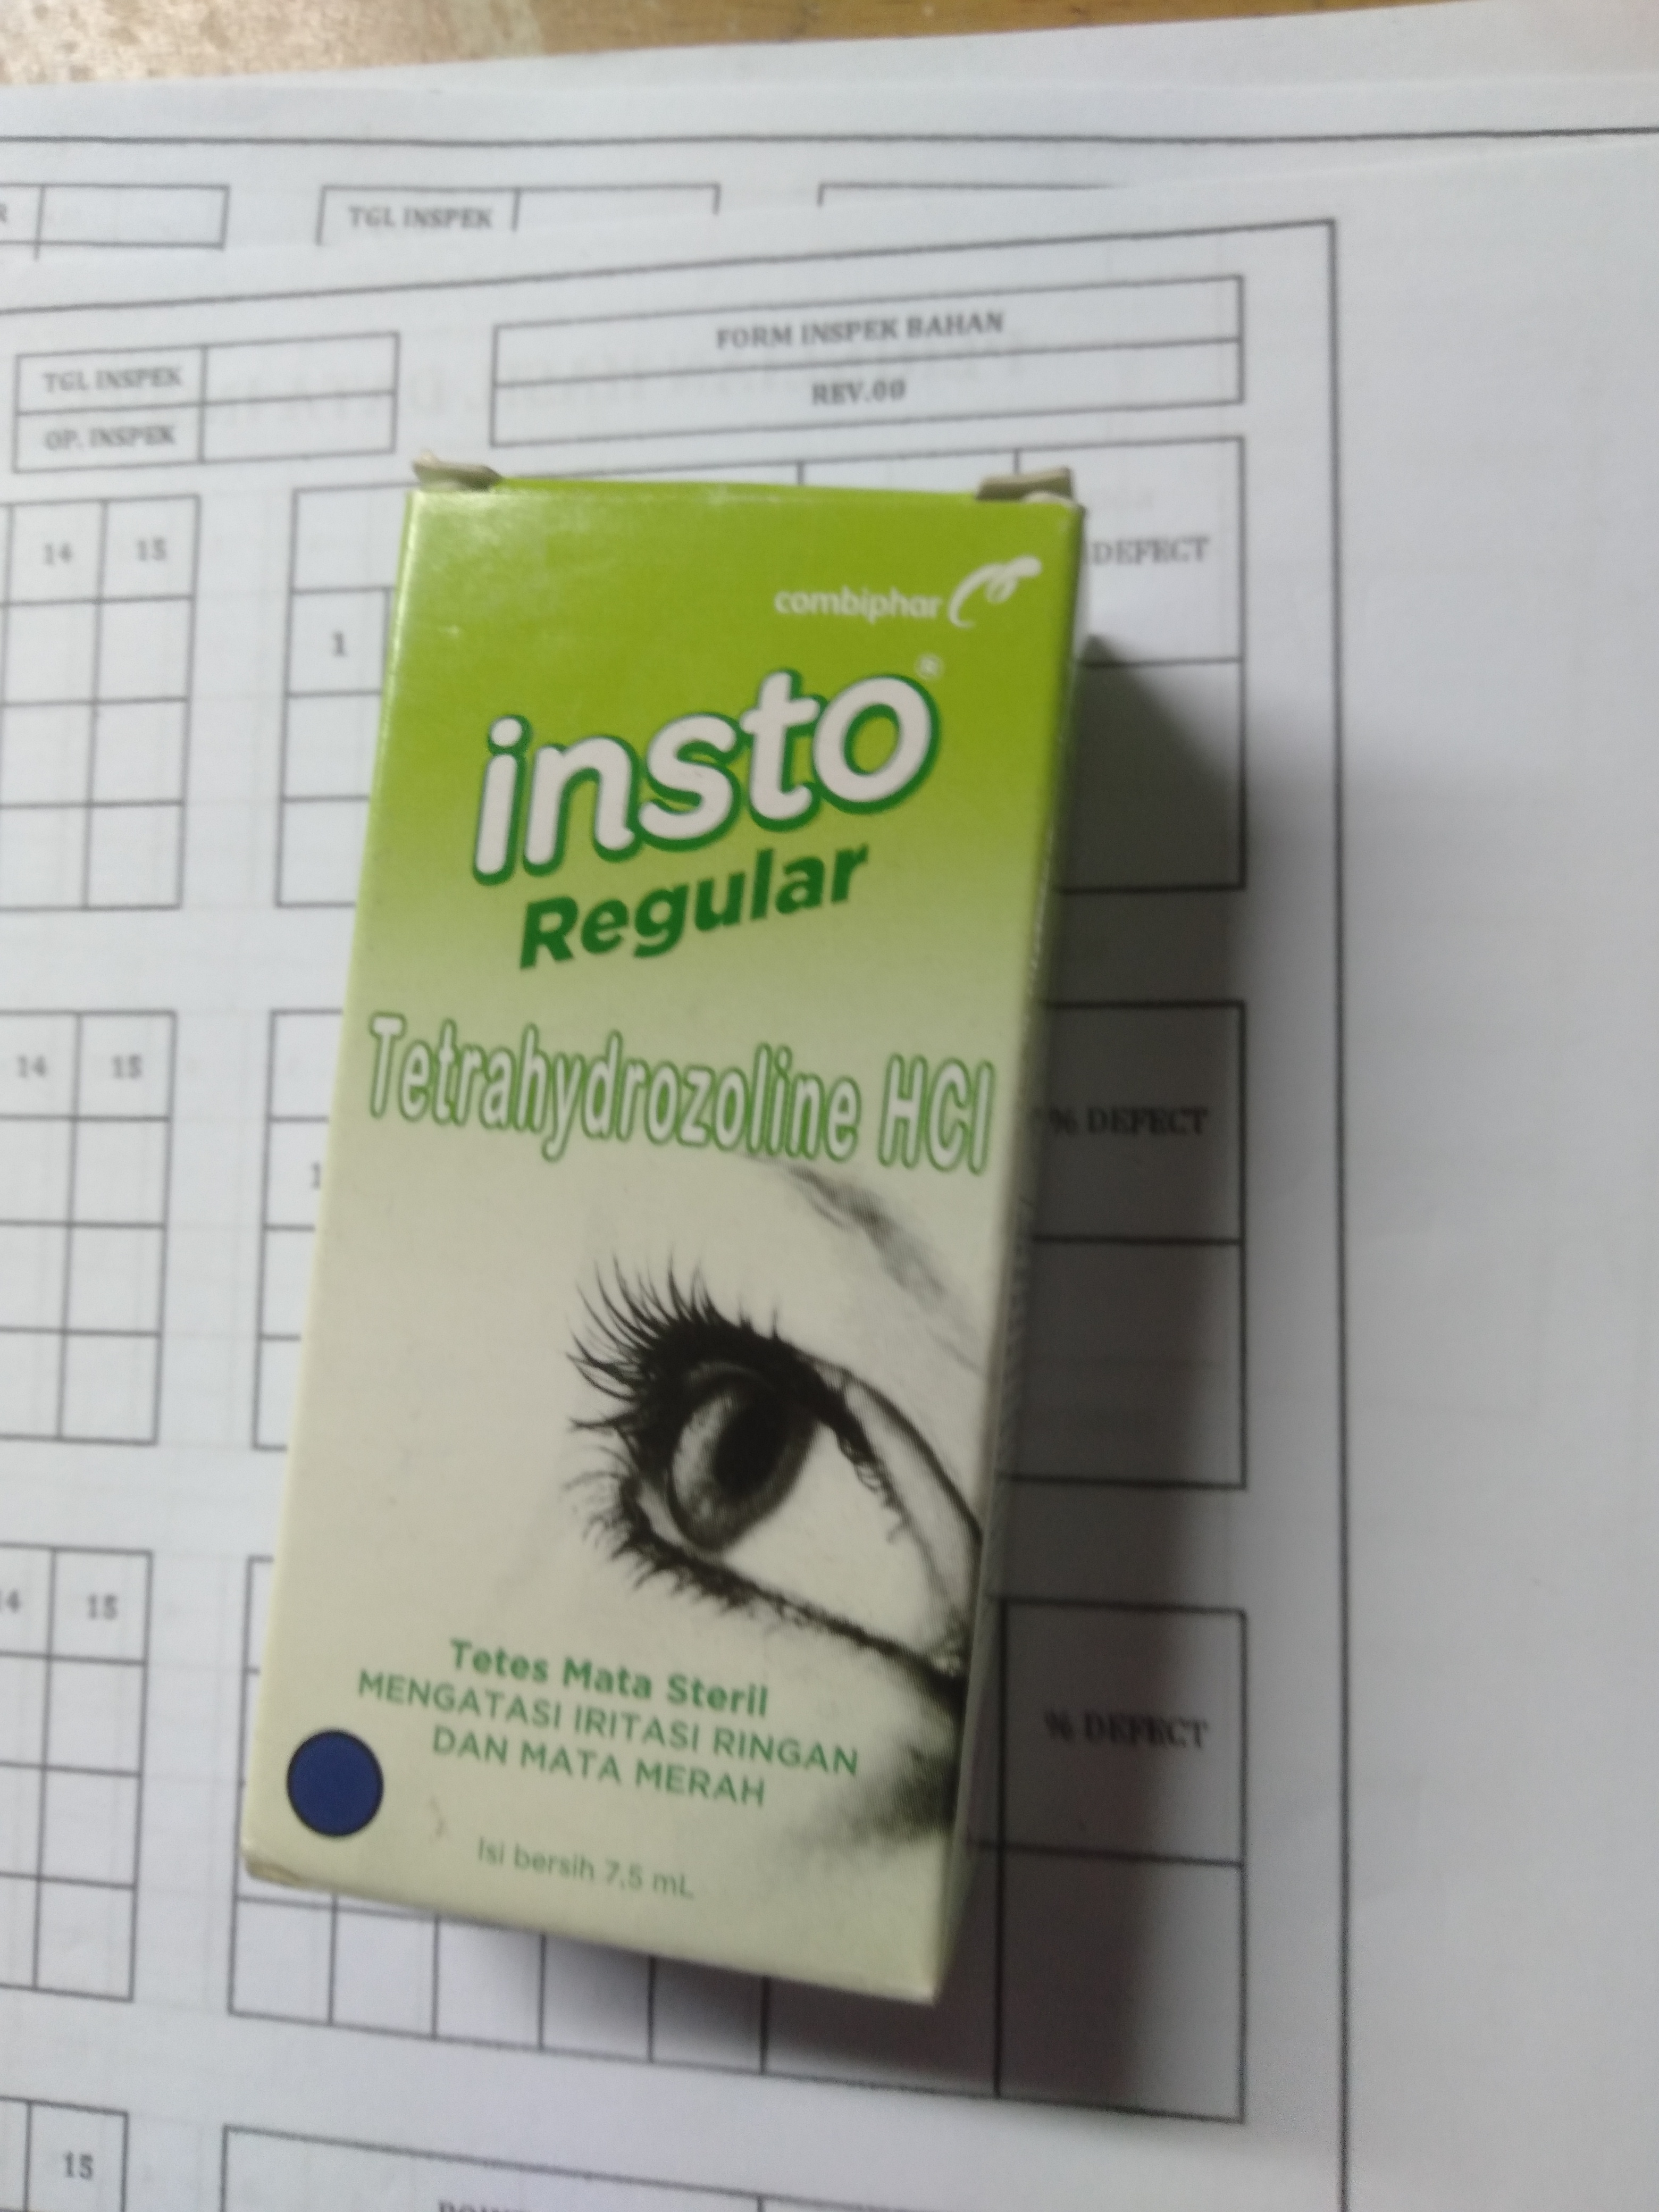 TGL INSPEK
FORM INSPEK BAHAN
REV.00
TGL INSPEK
OP. INSPEK
14 15
1
DEFECT
combiphar
insto®
Regular
Tetrahydrozoline HCl
14 15
% DEFECT
Tetes Mata Steril
MENGATASI IRITASI RINGAN
DAN MATA MERAH
Isi bersih 7,5 mL
14 15
% DEFECT
15